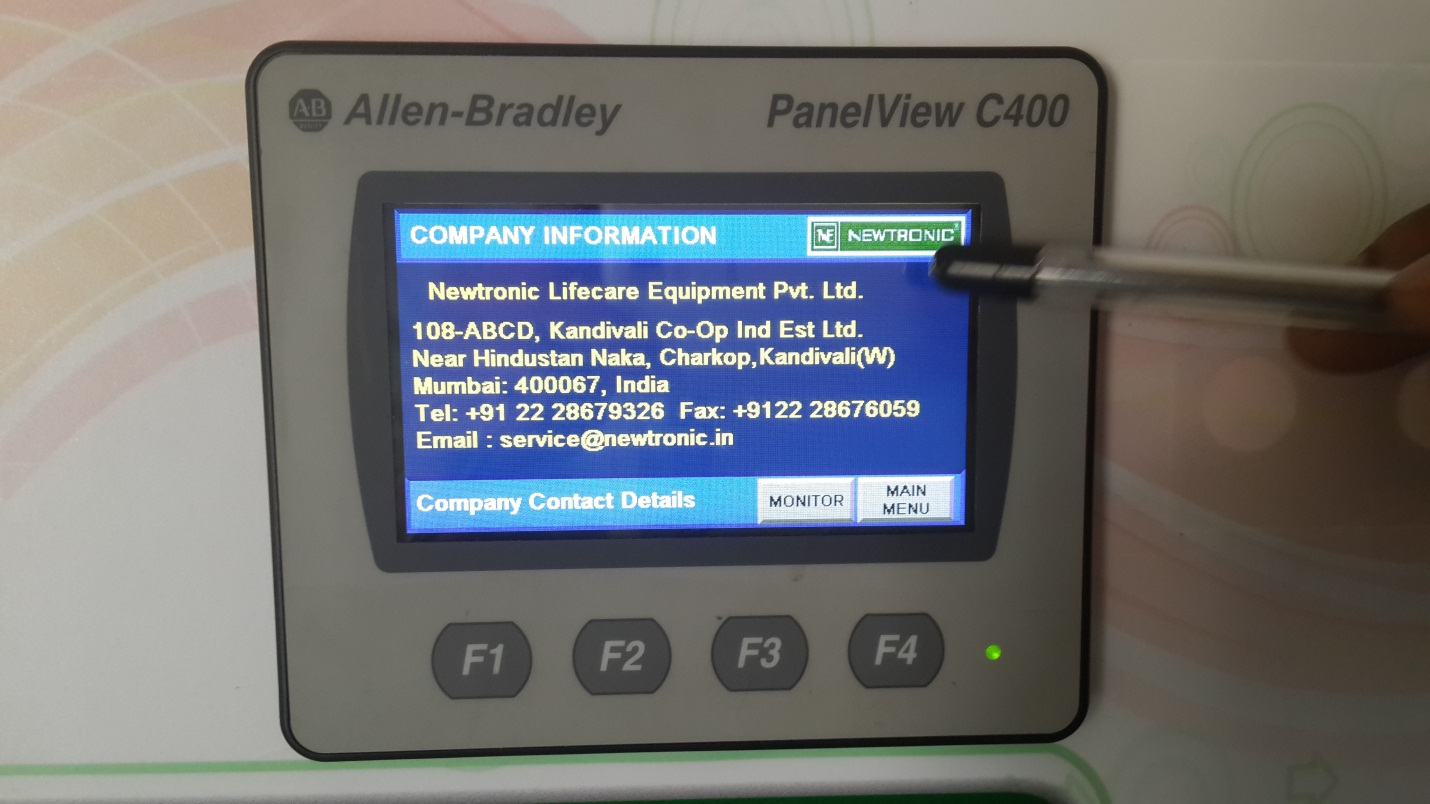 AB Allen-Bradley PanelView C400
COMPANY INFORMATION NE NEWTRONIC
Newtronic Lifecare Equipment Pvt. Ltd.
108-ABCD, Kandivali Co-Op Ind Est Ltd.
Near Hindustan Naka, Charkop,Kandivali(W)
Mumbai: 400067, India
Tel: +91 22 28679326 Fax: +9122 28676059
Email : service@newtronic.in
Company Contact Details MONITOR MAIN MENU
F1 F2 F3 F4